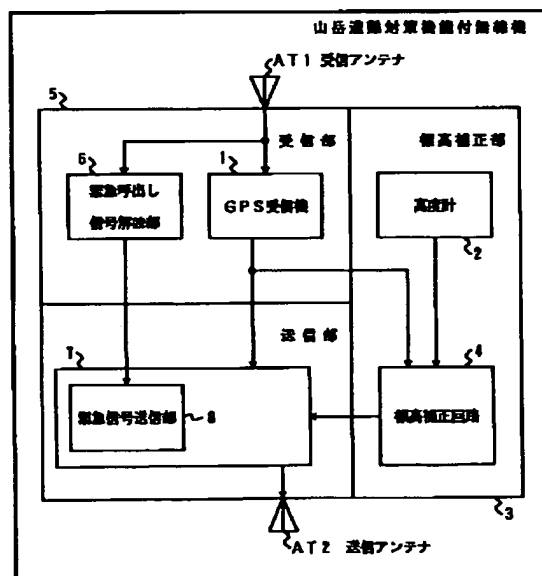 山岳遭難対策機能付無線機
AT1 受信アンテナ
5
受信部
標高補正部
6
1
緊急呼出し
信号解読部
GPS受信機
高度計
2
送信部
7
4
緊急信号送信部
8
標高補正回路
3
AT2 送信アンテナ